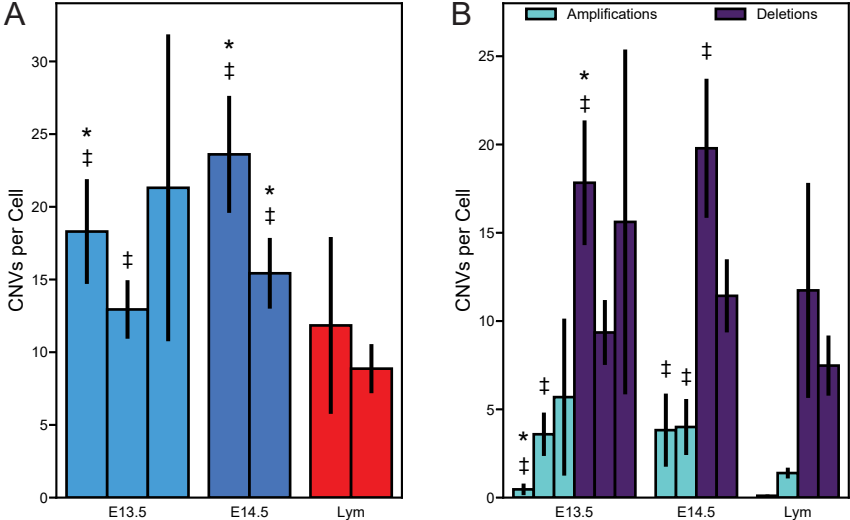 A
CNVs per Cell
30
25
20
15
10
5
0
*
‡
‡
*
‡
*
‡
E13.5
E14.5
Lym
B
Amplifications
Deletions
CNVs per Cell
25
20
15
10
5
0
*
‡
‡
*
‡
‡
‡
‡
E13.5
E14.5
Lym